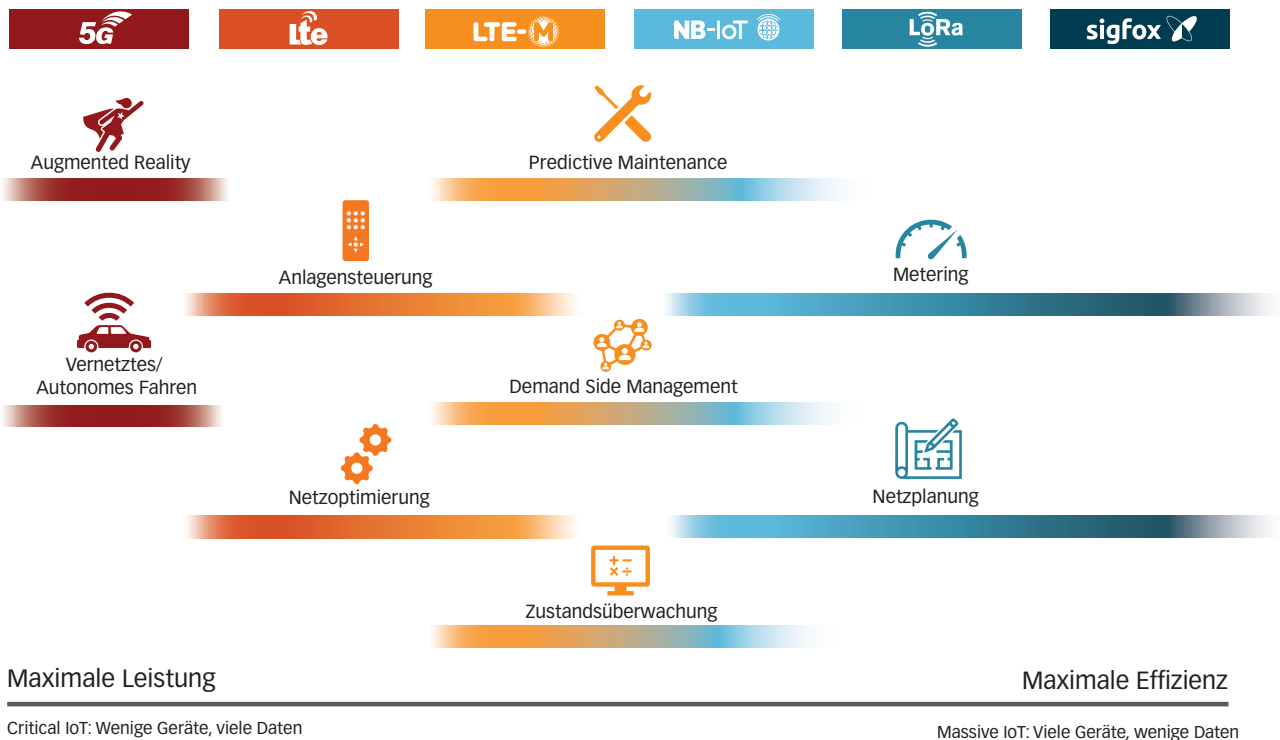 5G
lte
LTE-M
NB-IoT
LoRa
sigfox
Augmented Reality
Predictive Maintenance
Anlagensteuerung
Metering
Vernetztes/
Autonomes Fahren
Demand Side Management
Netzoptimierung
Netzplanung
Zustandsüberwachung
Maximale Leistung
Maximale Effizienz
Critical IoT: Wenige Geräte, viele Daten
Massive IoT: Viele Geräte, wenige Daten